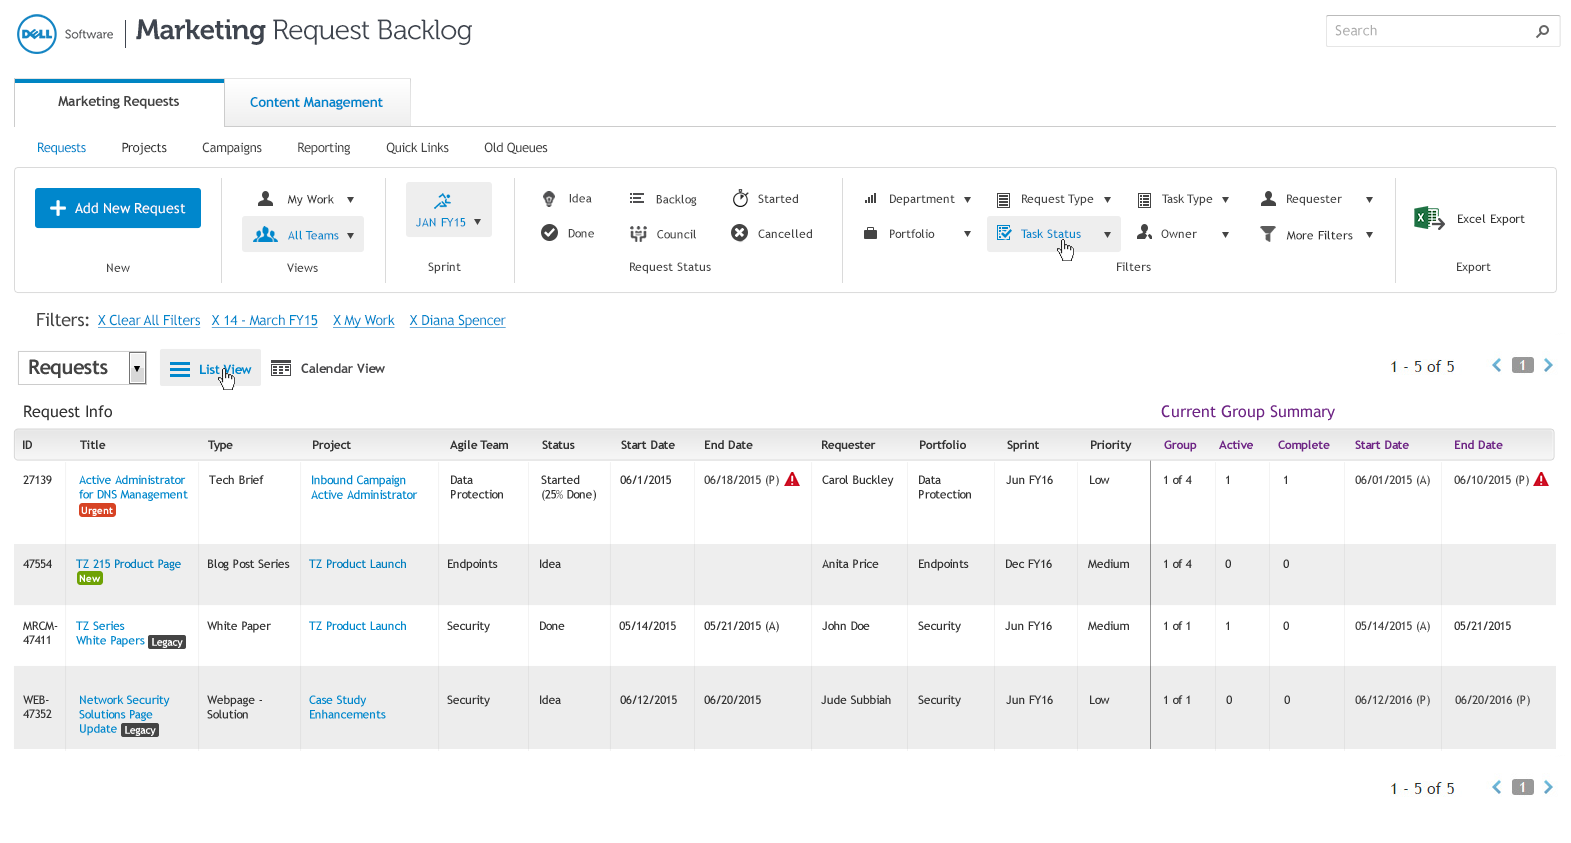 DELL Software | Marketing Request Backlog
Search
Marketing Requests
Content Management
Requests Projects Campaigns Reporting Quick Links Old Queues
Add New Request
New
My Work
All Teams
Views
JAN FY15
Sprint
Idea Backlog Started
Done Council Cancelled
Request Status
Department Request Type Task Type Requester
Portfolio Task Status Owner More Filters
Filters
Excel Export
Export
Filters: X Clear All Filters X 14 - March FY15 X My Work X Diana Spencer
Requests List View Calendar View
1 - 5 of 5 1
Request Info Current Group Summary
ID Title Type Project Agile Team Status Start Date End Date Requester Portfolio Sprint Priority Group Active Complete Start Date End Date
27139 Active Administrator Tech Brief Inbound Campaign Data Started 06/1/2015 06/18/2015 (P) Carol Buckley Data Jun FY16 Low 1 of 4 1 1 06/01/2015 (A) 06/10/2015 (P)
for DNS Management Active Administrator Protection (25% Done) Protection
Urgent
47554 TZ 215 Product Page Blog Post Series TZ Product Launch Endpoints Idea Anita Price Endpoints Dec FY16 Medium 1 of 4 0 0
New
MRCM- TZ Series White Paper TZ Product Launch Security Done 05/14/2015 05/21/2015 (A) John Doe Security Jun FY16 Medium 1 of 1 1 0 05/14/2015 (A) 05/21/2015
47411 White Papers Legacy
WEB- Network Security Webpage - Case Study Security Idea 06/12/2015 06/20/2015 Jude Subbiah Security Jun FY16 Low 1 of 1 0 0 06/12/2016 (P) 06/20/2016 (P)
47352 Solutions Page Solution Enhancements
Update Legacy
1 - 5 of 5 1